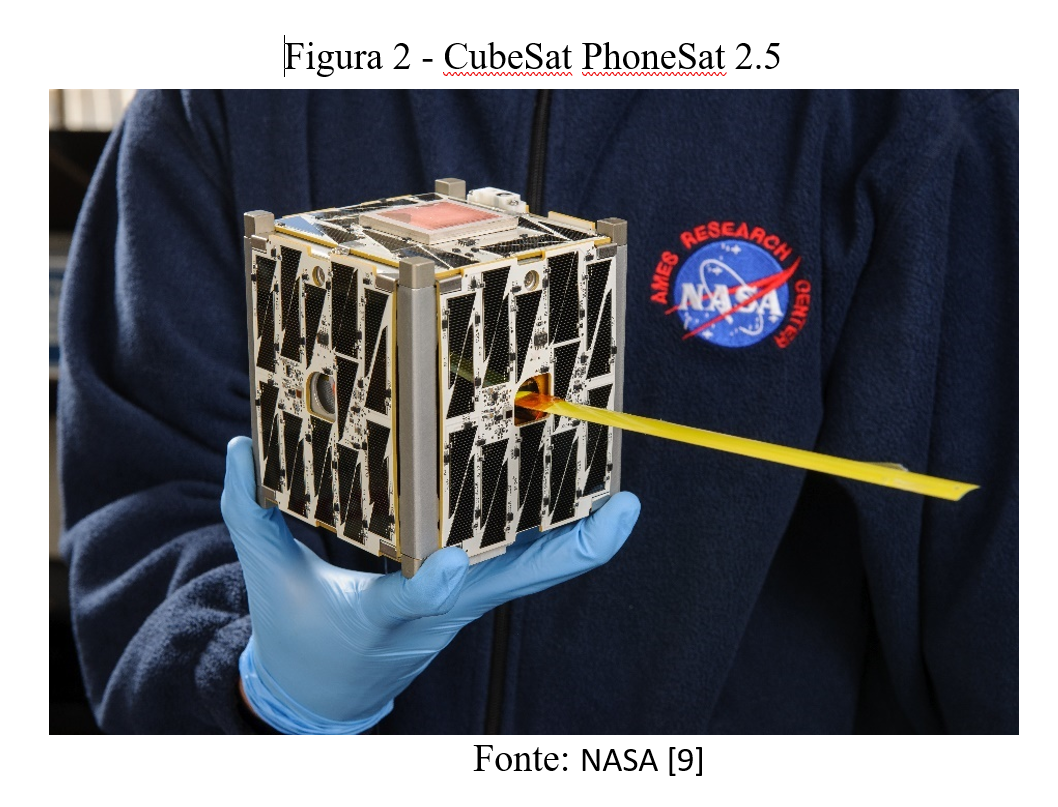 Figura 2 - CubeSat PhoneSat 2.5
AMES RESEARCH CENTER
NASA
Fonte: NASA [9]